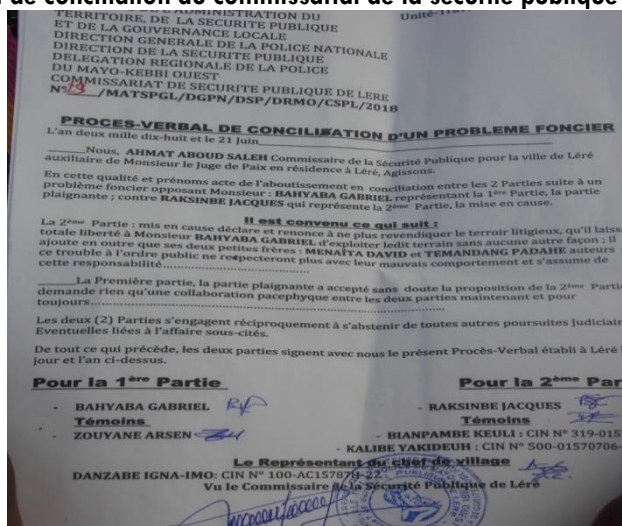 de conciliation du commissariat de la sécurité publique
D'ADMINISTRATION DU
TERRITOIRE, DE LA SECURITE PUBLIQUE
ET DE LA GOUVERNANCE LOCALE
DIRECTION GENERALE DE LA POLICE NATIONALE
DIRECTION DE LA SECURITE PUBLIQUE
DELEGATION REGIONALE DE LA POLICE
DU MAYO-KEBBI OUEST
COMMISSARIAT DE SECURITE PUBLIQUE DE LERE
N° /MATSPGL/DGPN/DSP/DRMO/CSPL/2018
PROCES-VERBAL DE CONCILISATION D'UN PROBLEME FONCIER
L'an deux mille dix-huit et le 21 Juin
Nous, AHMAT ABOUD SALEH Commissaire de la Sécurité Publique pour la ville de Léré
auxiliaire de Monsieur le Juge de Paix en résidence à Léré, Agissons.
En cette qualité et prénoms acte de l'aboutissement en conciliation entre les 2 Parties suite à un
problème foncier opposant Monsieur : BAHYABA GABRIEL représentant la 1ère Partie, la partie
plaignante ; contre RAKSINBE JACQUES qui représente la 2ème Partie, la mise en cause.
Il est convenu ce qui suit :
La 2ème Partie : mis en cause déclare et renonce à ne plus revendiquer le terroir litigieux, qu'il laiss
totale liberté à Monsieur BAHYABA GABRIEL d'exploiter ledit terrain sans aucune autre façon ; il
ajoute en outre que ses deux petites frères : MENAÏTA DAVID et TEMANDANG PADAHE auteurs
ce trouble à l'ordre public ne respecteront plus avec leur mauvais comportement et s'assume de
cette responsabilité
La Première partie, la partie plaignante a accepté sans doute la proposition de la 2ème Parti
demande rien qu'une collaboration pacephyque entre les deux parties maintenant et pour
toujours
Les deux (2) Parties s'engagent réciproquement à s'abstenir de toutes autres poursuites Judiciair
Eventuelles liées à l'affaire sous-cités.
De tout ce qui précède, les deux parties signent avec nous le présent Procès-Verbal établi à Léré l
jour et l'an ci-dessus.
Pour la 1ère Partie
Pour la 2ème Par
- BAHYABA GABRIEL
- RAKSINBE JACQUES
Témoins
Témoins
- ZOUYANE ARSEN
- BIANPAMBE KEULI : CIN N° 319-015
- KALIBE YAKIDEUH : CIN N° 500-01570706-
Le Représentant du chef de village
DANZABE IGNA-IMO: CIN N° 100-AC15787H-22
Vu le Commissaire de la Sécurité Publique de Léré